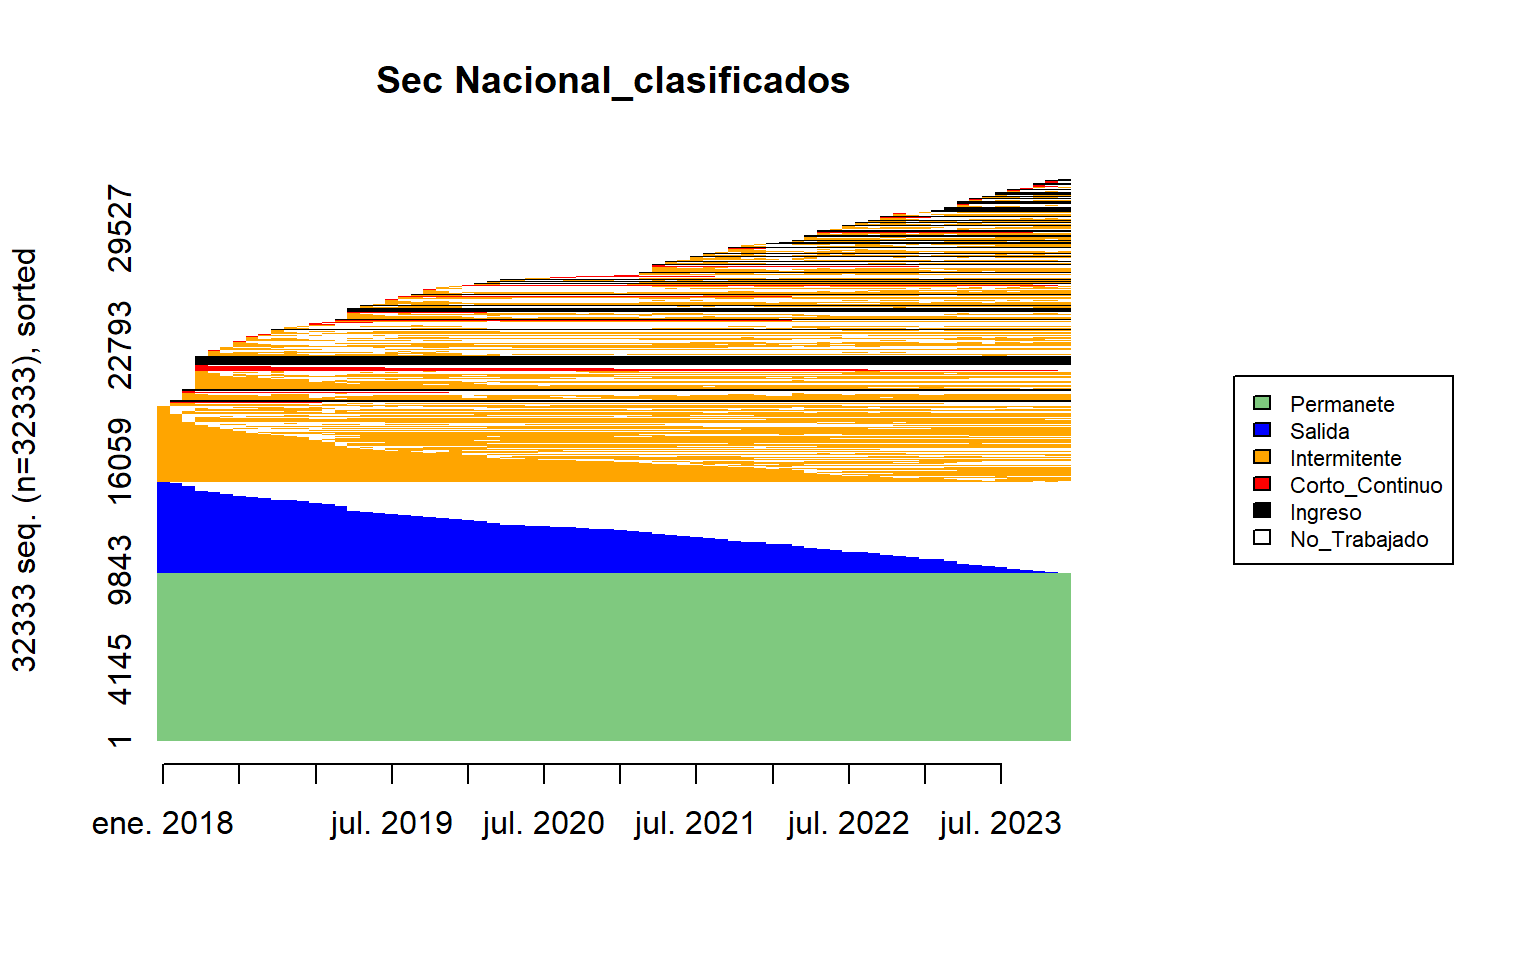 Sec Nacional_clasificados
32333 seq. (n=32333), sorted
29527
22793
16059
9843
4145
1
ene. 2018
jul. 2019
jul. 2020
jul. 2021
jul. 2022
jul. 2023
Permanete
Salida
Intermitente
Corto_Continuo
Ingreso
No_Trabajado